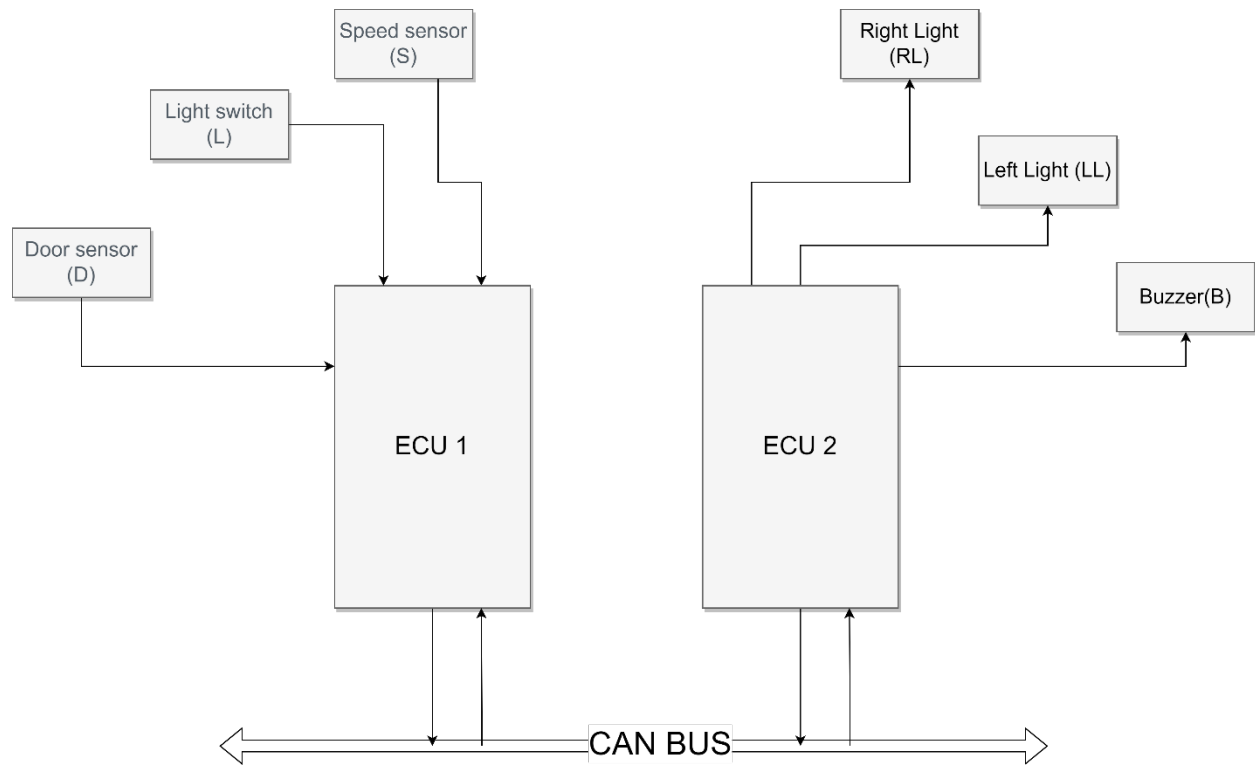 Speed sensor
(S)
Right Light
(RL)
Light switch
(L)
Left Light (LL)
Door sensor
(D)
Buzzer(B)
ECU 1
ECU 2
CAN BUS